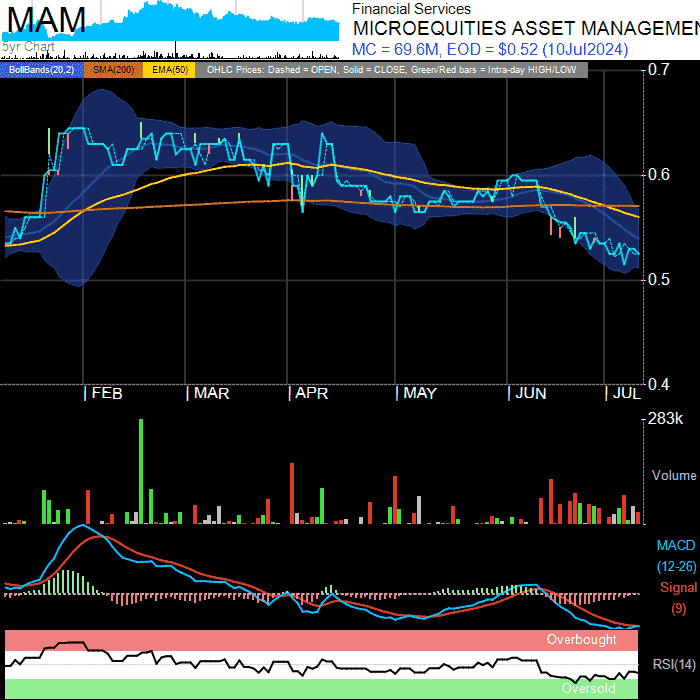 MAM
Financial Services
MICROEQUITIES ASSET MANAGEMEN
5yr Chart
MC = 69.6M, EOD = $0.52 (10Jul2024)
BollBands(20,2) SMA(200) EMA(50) OHLC Prices: Dashed = OPEN, Solid = CLOSE, Green/Red bars = Intra-day HIGH/LOW
0.7
0.6
0.5
0.4
FEB MAR APR MAY JUN JUL
283k
Volume
MACD
(12-26)
Signal
(9)
Overbought
RSI(14)
Oversold